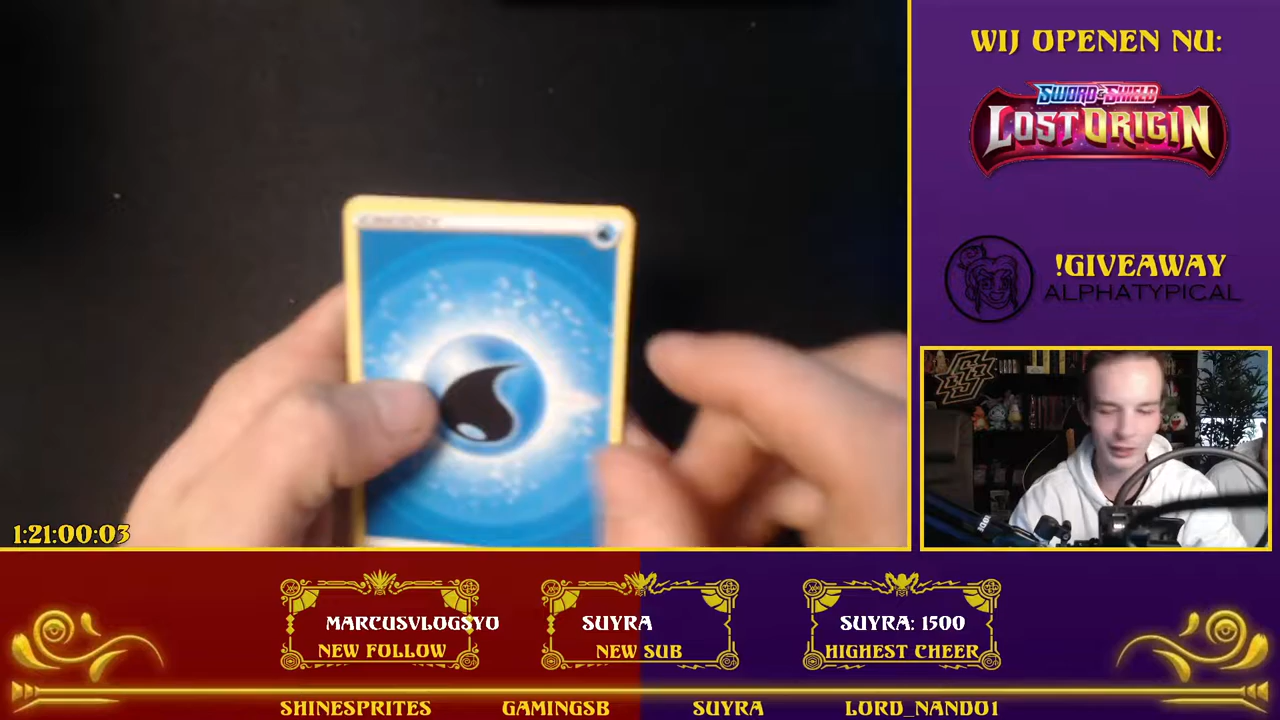 WIJ OPENEN NU:
SWORD & SHIELD
LOST ORIGIN
!GIVEAWAY
ALPHATYPICAL
ENERGY
1:21:00:03
MARCUSVLOGSYO
NEW FOLLOW
SUYRA
NEW SUB
SUYRA: 1500
HIGHEST CHEER
SHINESPRITES GAMINGSB SUYRA LORD_NANDO1